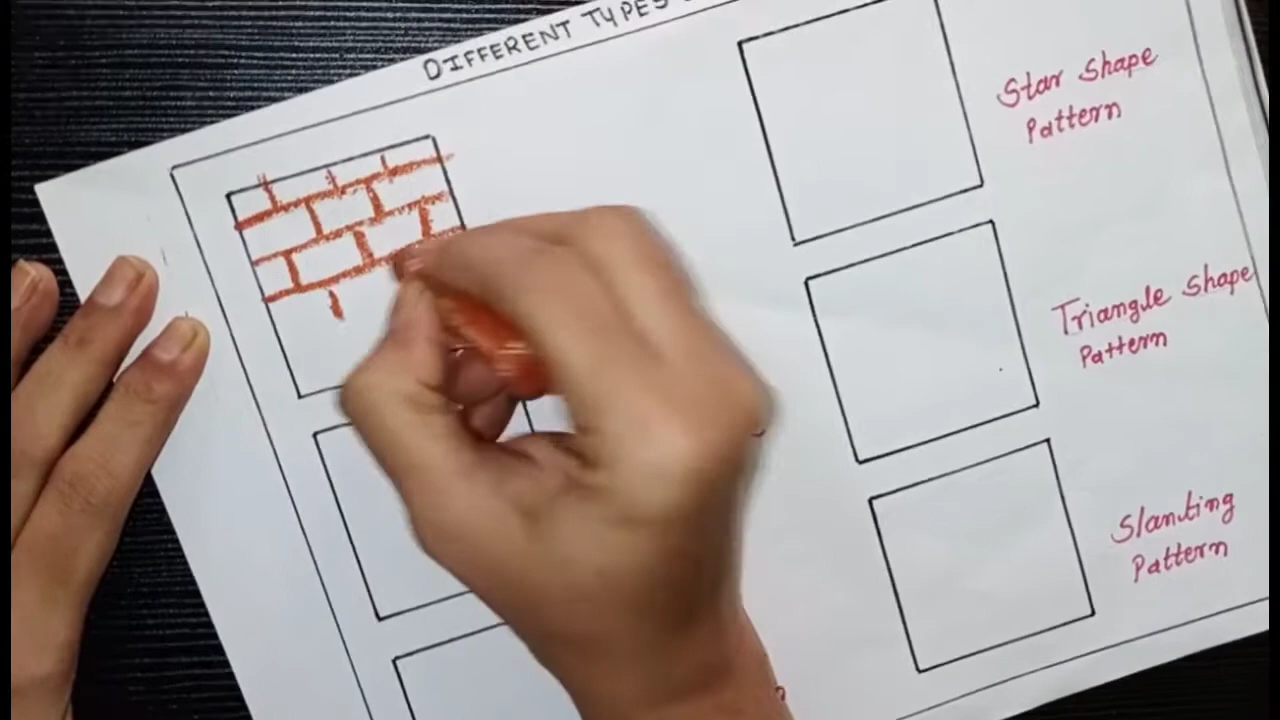 DIFFERENT TYPES
Star Shape
Pattern
Triangle Shape
Pattern
Slanting
Pattern